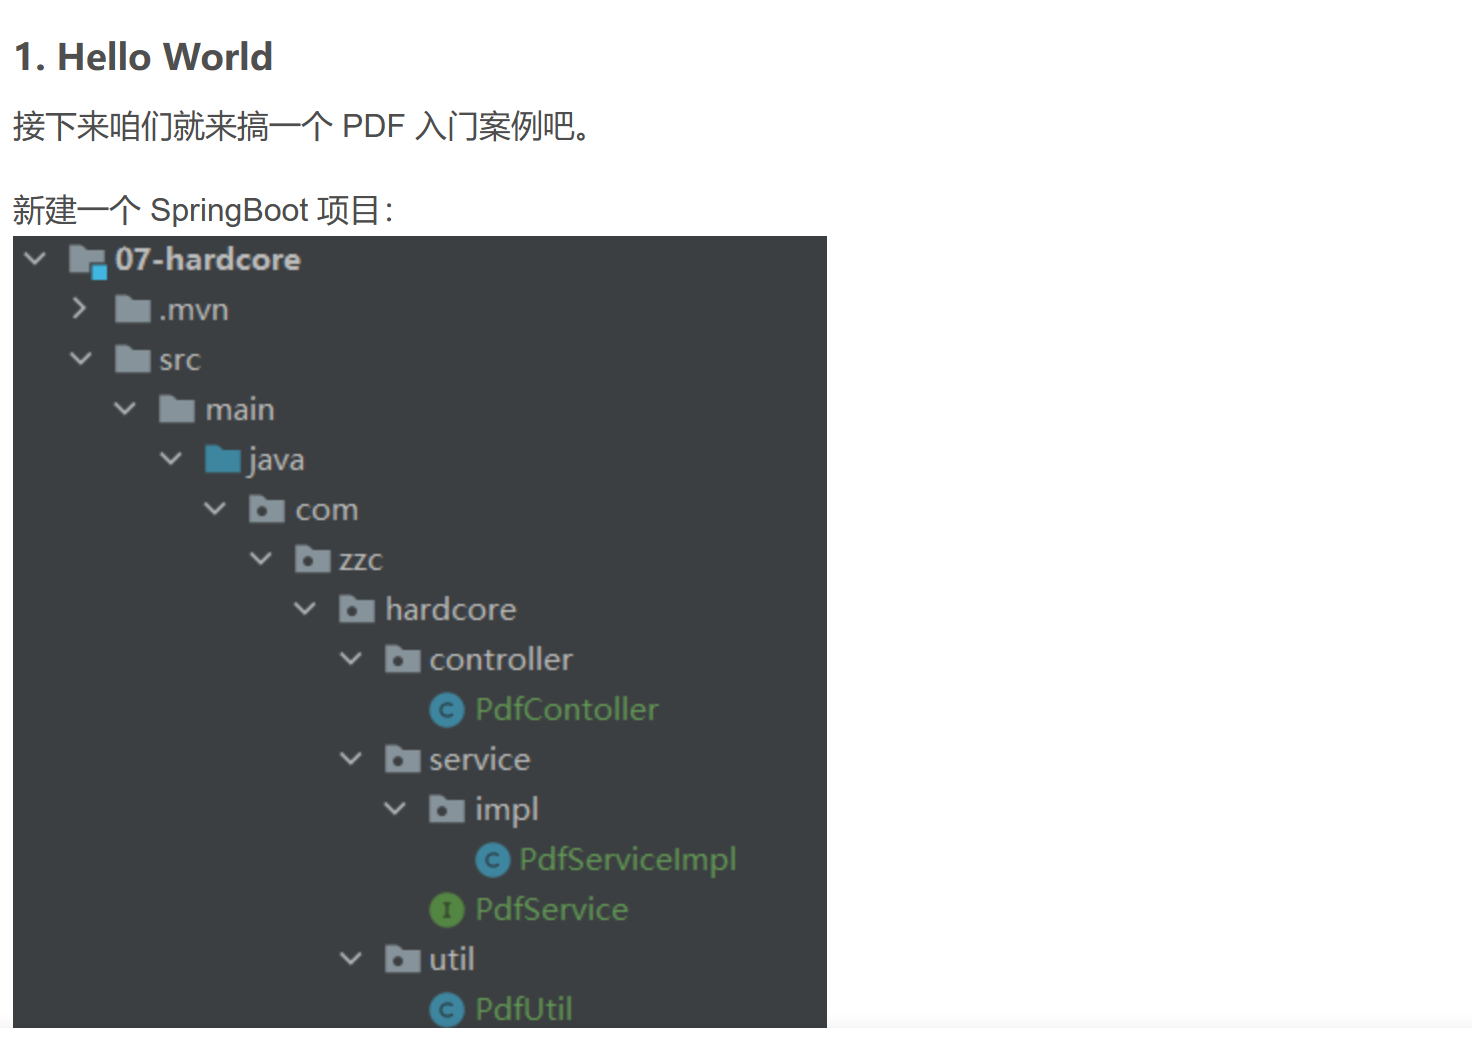 1. Hello World
接下来咱们就来搞一个 PDF 入门案例吧。
新建一个 SpringBoot 项目：
07-hardcore
.mvn
src
main
java
com
zzc
hardcore
controller
C PdfContoller
service
impl
C PdfServiceImpl
I PdfService
util
C PdfUtil